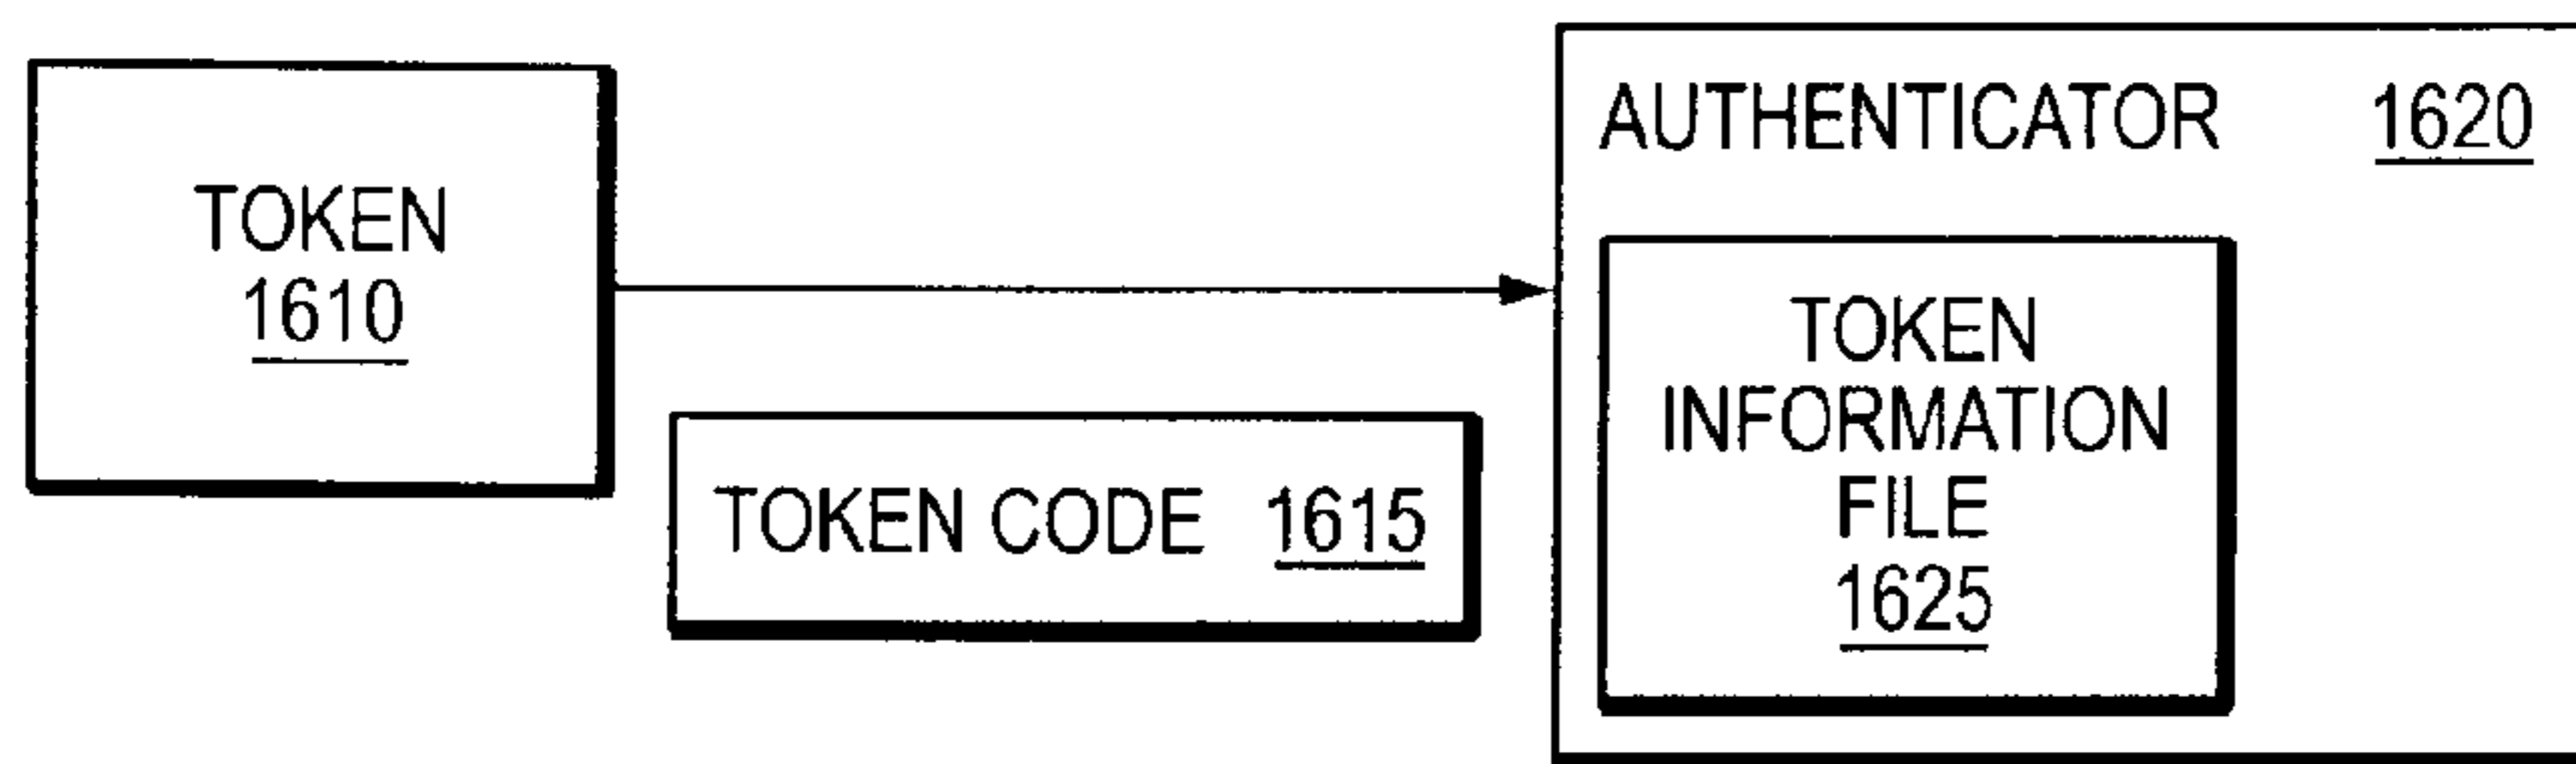 TOKEN
1610
TOKEN CODE 1615
AUTHENTICATOR 1620
TOKEN
INFORMATION
FILE
1625